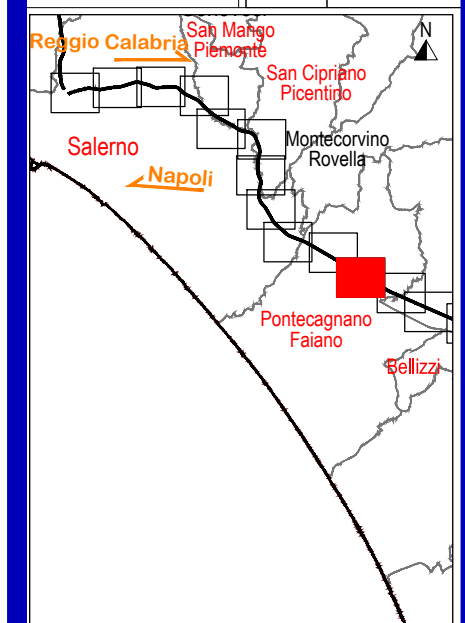 San Mango
Piemonte
Reggio Calabria
N
San Cipriano
Picentino
Salerno
Montecorvino
Rovella
Napoli
Pontecagnano
Faiano
Bellizzi